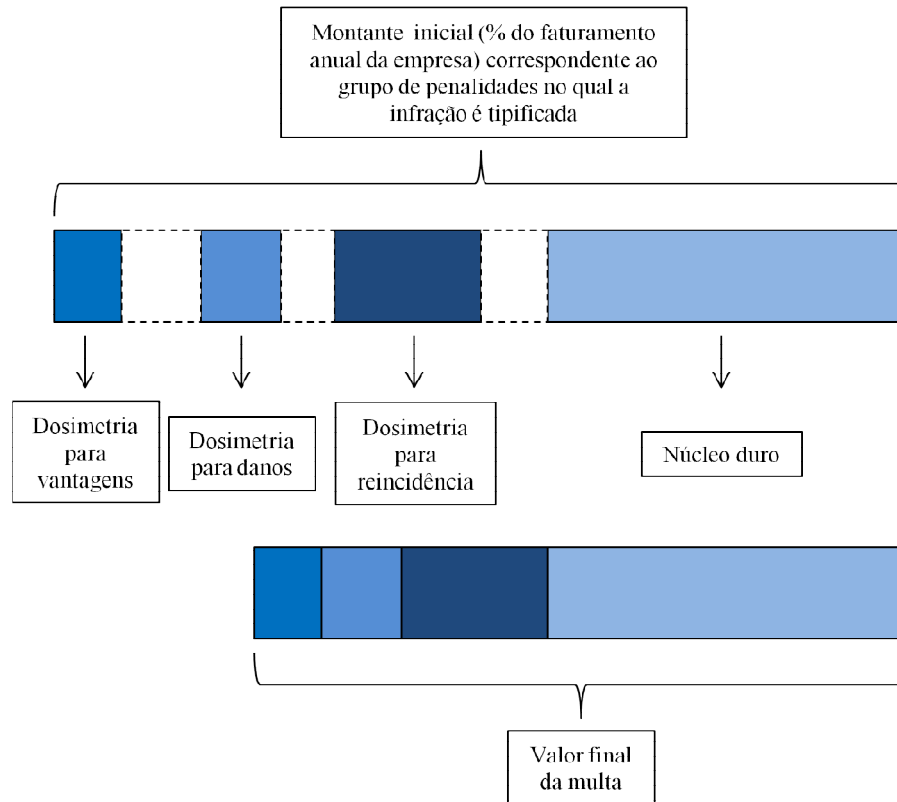 Montante inicial (% do faturamento
anual da empresa) correspondente ao
grupo de penalidades no qual a
infração é tipificada
Dosimetria
para
vantagens
Dosimetria
para danos
Dosimetria
para
reincidência
Núcleo duro
Valor final
da multa